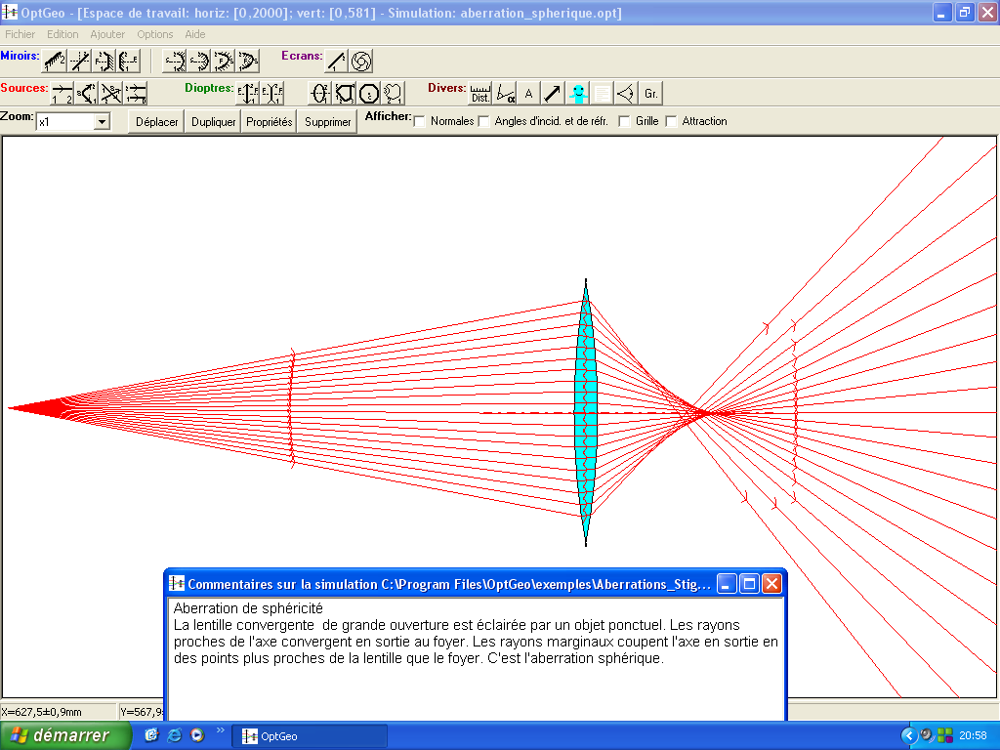 OptGeo - [Espace de travail: horiz: [0,2000]; vert: [0,581] - Simulation: aberration_spherique.opt]
Fichier Edition Ajouter Options Aide
Miroirs: Ecrans:
Sources: Dioptres: Divers: Dist. A Gr.
Zoom: x1 Déplacer Dupliquer Propriétés Supprimer Afficher: Normales Angles d'incid. et de réfr. Grille Attraction
Commentaires sur la simulation C:\Program Files\OptGeo\exemples\Aberrations_Stig...
Aberration de sphéricité
La lentille convergente de grande ouverture est éclairée par un objet ponctuel. Les rayons
proches de l'axe convergent en sortie au foyer. Les rayons marginaux coupent l'axe en sortie en
des points plus proches de la lentille que le foyer. C'est l'aberration sphérique.
X=627,5±0,9mm Y=567,9
démarrer OptGeo 20:58